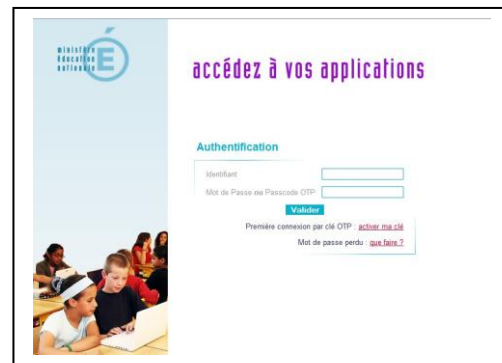 ministère
éducation
nationale
É
accédez à vos applications
Authentification
Identifiant
Mot de Passe ou Passcode OTP
Valider
Première connexion par clé OTP : activer ma clé
Mot de passe perdu : que faire ?